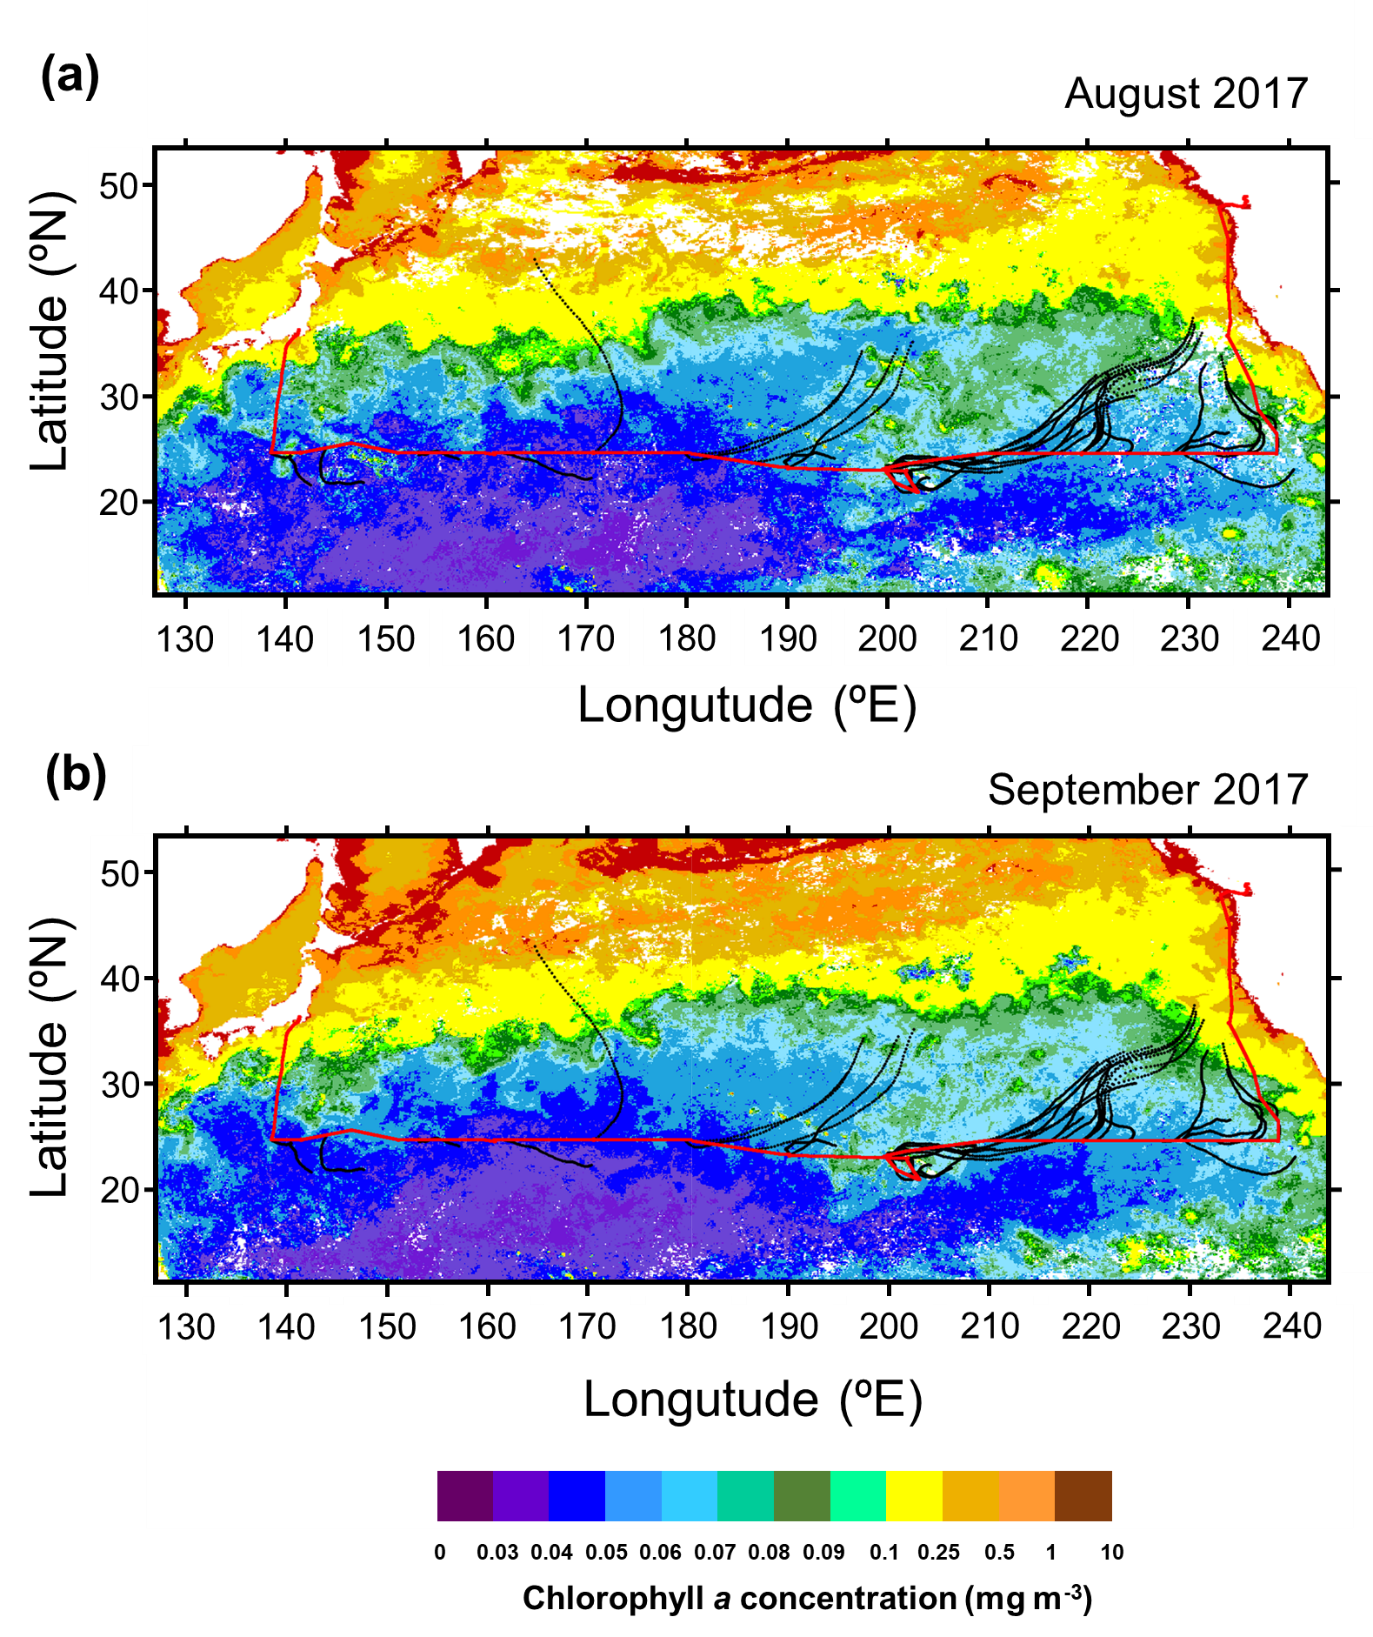 (a)
August 2017
50
40
30
20
Latitude (ºN)
130 140 150 160 170 180 190 200 210 220 230 240
Longutude (ºE)
(b)
September 2017
50
40
30
20
Latitude (ºN)
130 140 150 160 170 180 190 200 210 220 230 240
Longutude (ºE)
0 0.03 0.04 0.05 0.06 0.07 0.08 0.09 0.1 0.25 0.5 1 10
Chlorophyll a concentration (mg m-3)